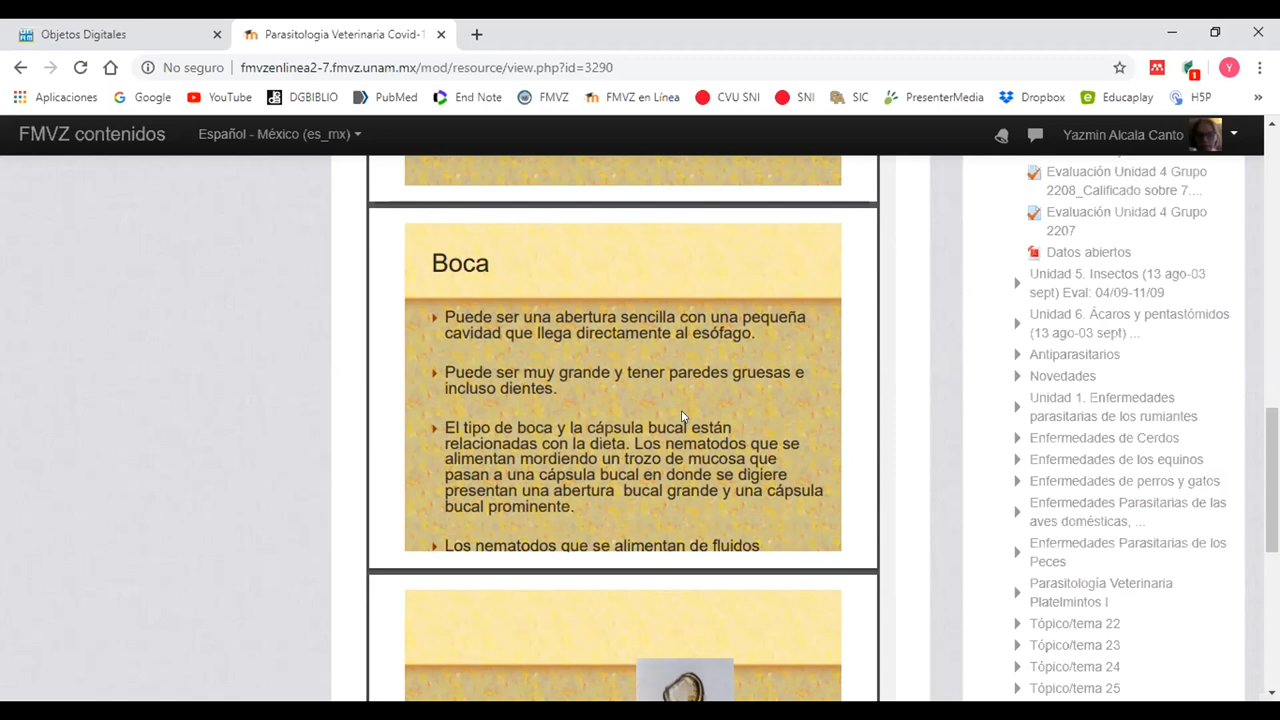 Objetos Digitales
Parasitologia Veterinaria Covid-1
No seguro
fmvzenlinea2-7.fmvz.unam.mx/mod/resource/view.php?id=3290
1
Y
Aplicaciones
Google
YouTube
DGBIBLIO
PubMed
End Note
FMVZ
FMVZ en Línea
CVU SNI
SNI
SIC
PresenterMedia
Dropbox
Educaplay
H5P
»
FMVZ contenidos
Español - México (es_mx)
Yazmin Alcala Canto
Boca
Puede ser una abertura sencilla con una pequeña
cavidad que llega directamente al esófago.
Puede ser muy grande y tener paredes gruesas e
incluso dientes.
El tipo de boca y la cápsula bucal están
relacionadas con la dieta. Los nematodos que se
alimentan mordiendo un trozo de mucosa que
pasan a una cápsula bucal en donde se digiere
presentan una abertura bucal grande y una cápsula
bucal prominente.
Los nematodos que se alimentan de fluidos
Evaluación Unidad 4 Grupo
2208_Calificado sobre 7....
Evaluación Unidad 4 Grupo
2207
Datos abiertos
Unidad 5. Insectos (13 ago-03
sept) Eval: 04/09-11/09
Unidad 6. Ácaros y pentastómidos
(13 ago-03 sept) ...
Antiparasitarios
Novedades
Unidad 1. Enfermedades
parasitarias de los rumiantes
Enfermedades de Cerdos
Enfermedades de los equinos
Enfermedades de perros y gatos
Enfermedades Parasitarias de las
aves domésticas, ...
Enfermedades Parasitarias de los
Peces
Parasitología Veterinaria
Platelmintos I
Tópico/tema 22
Tópico/tema 23
Tópico/tema 24
Tópico/tema 25